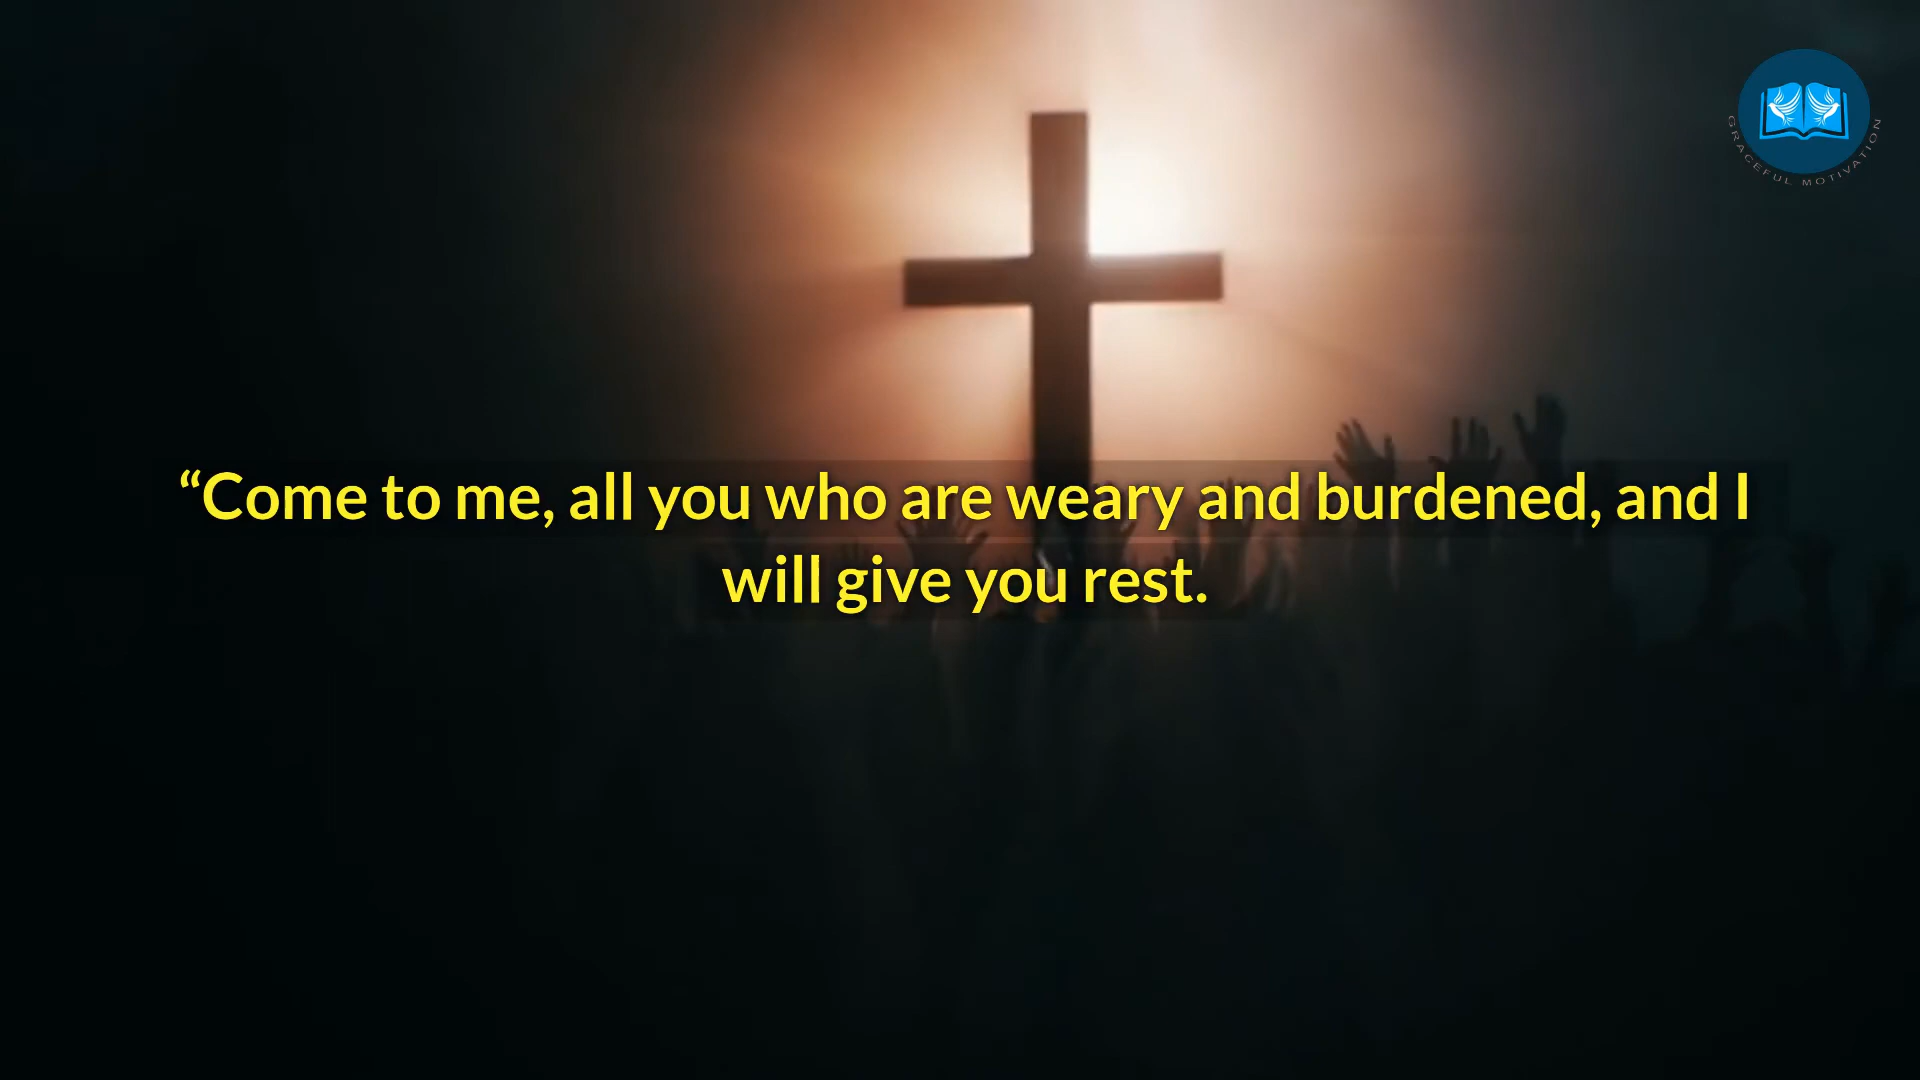 GRACEFUL MOTIVATION
“Come to me, all you who are weary and burdened, and I
will give you rest.